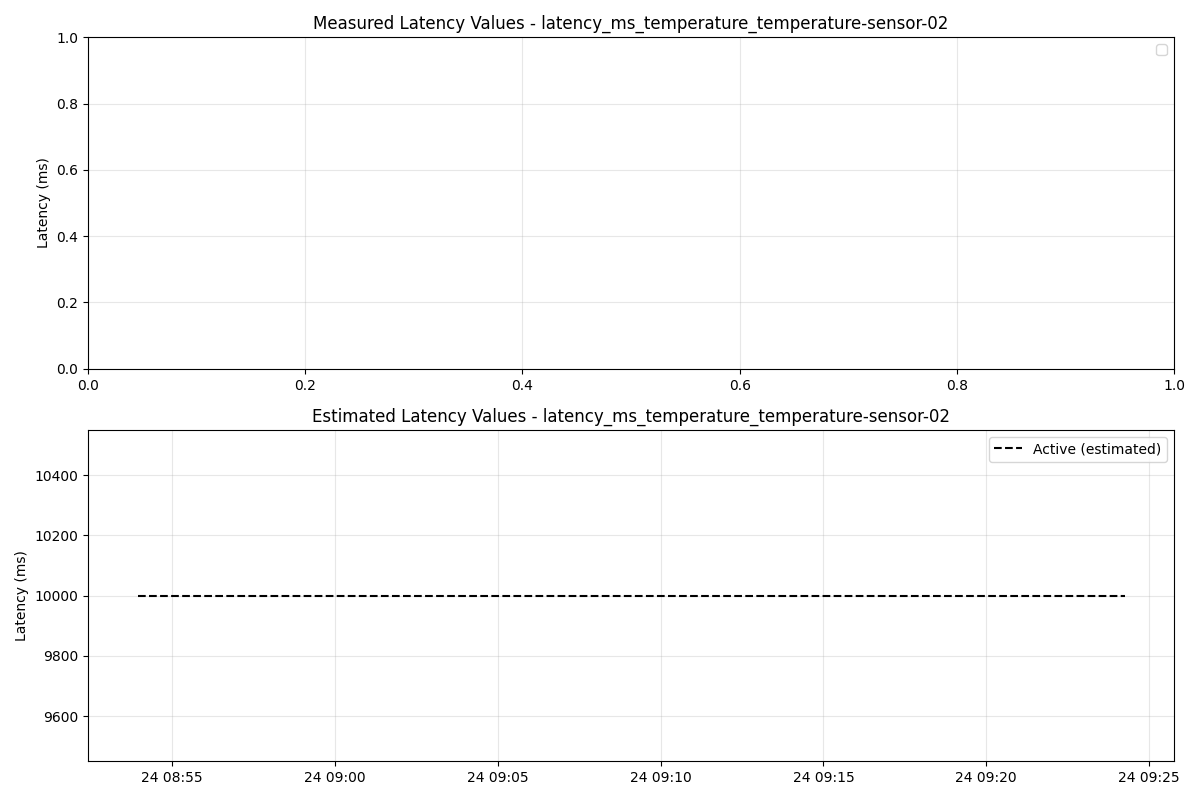 Measured Latency Values - latency_ms_temperature_temperature-sensor-02
1.0
0.8
0.6
0.4
0.2
0.0
Latency (ms)
0.0 0.2 0.4 0.6 0.8 1.0
Estimated Latency Values - latency_ms_temperature_temperature-sensor-02
Active (estimated)
10400
10200
10000
9800
9600
Latency (ms)
24 08:55 24 09:00 24 09:05 24 09:10 24 09:15 24 09:20 24 09:25